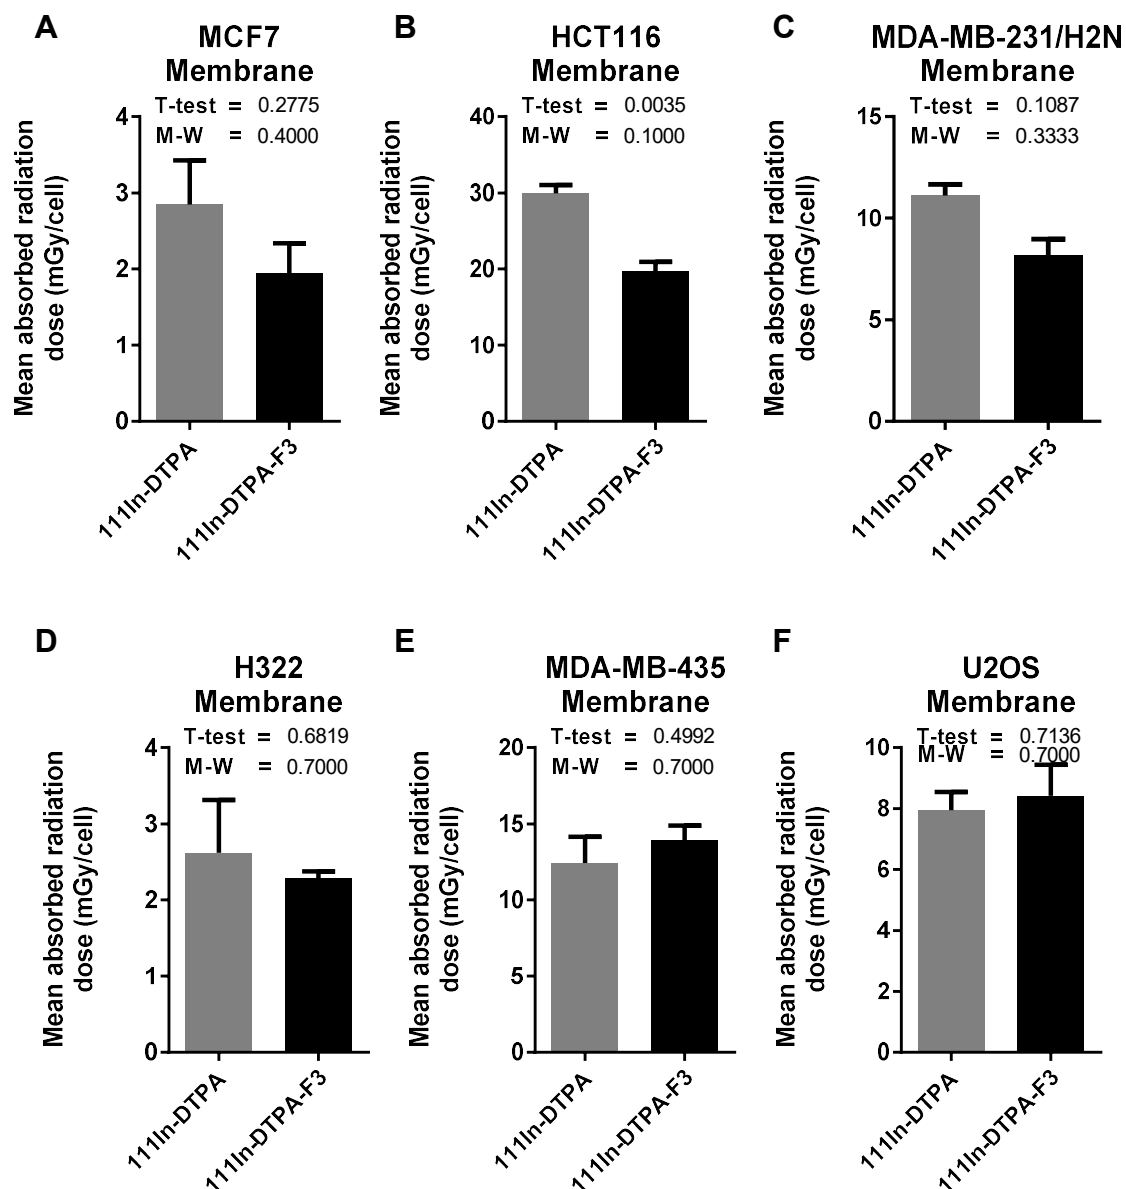 A
MCF7
Membrane
T-test = 0.2775
M-W = 0.4000
Mean absorbed radiation
dose (mGy/cell)
4
3
2
1
0
111In-DTPA
111In-DTPA-F3
B
HCT116
Membrane
T-test = 0.0035
M-W = 0.1000
Mean absorbed radiation
dose (mGy/cell)
40
30
20
10
0
111In-DTPA
111In-DTPA-F3
C
MDA-MB-231/H2N
Membrane
T-test = 0.1087
M-W = 0.3333
Mean absorbed radiation
dose (mGy/cell)
15
10
5
0
111In-DTPA
111In-DTPA-F3
D
H322
Membrane
T-test = 0.6819
M-W = 0.7000
Mean absorbed radiation
dose (mGy/cell)
4
3
2
1
0
111In-DTPA
111In-DTPA-F3
E
MDA-MB-435
Membrane
T-test = 0.4992
M-W = 0.7000
Mean absorbed radiation
dose (mGy/cell)
20
15
10
5
0
111In-DTPA
111In-DTPA-F3
F
U2OS
Membrane
T-test = 0.7136
M-W = 0.7000
Mean absorbed radiation
dose (mGy/cell)
10
8
6
4
2
0
111In-DTPA
111In-DTPA-F3